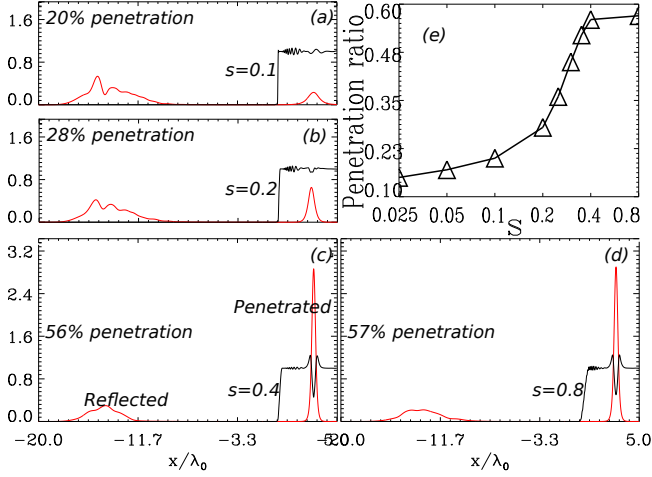 20% penetration
(a)
s=0.1
1.6
0.8
0.0
28% penetration
(b)
s=0.2
1.6
0.8
0.0
(e)
Penetration ratio
0.60
0.48
0.35
0.23
0.10
0.025
0.05
0.1
0.2
0.4
0.8
S
(c)
Penetrated
56% penetration
Reflected
s=0.4
3.2
2.4
1.6
0.8
0.0
-20.0
-11.7
-3.3
x/λ₀
(d)
57% penetration
s=0.8
-11.7
-3.3
5.0
x/λ₀